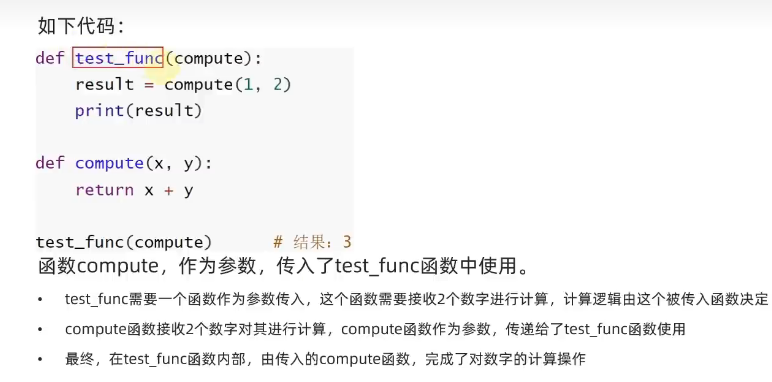 如下代码：
def test_func(compute):
    result = compute(1, 2)
    print(result)
def compute(x, y):
    return x + y
test_func(compute)      # 结果：3
函数compute，作为参数，传入了test_func函数中使用。
• test_func需要一个函数作为参数传入，这个函数需要接收2个数字进行计算，计算逻辑由这个被传入函数决定
• compute函数接收2个数字对其进行计算，compute函数作为参数，传递给了test_func函数使用
• 最终，在test_func函数内部，由传入的compute函数，完成了对数字的计算操作